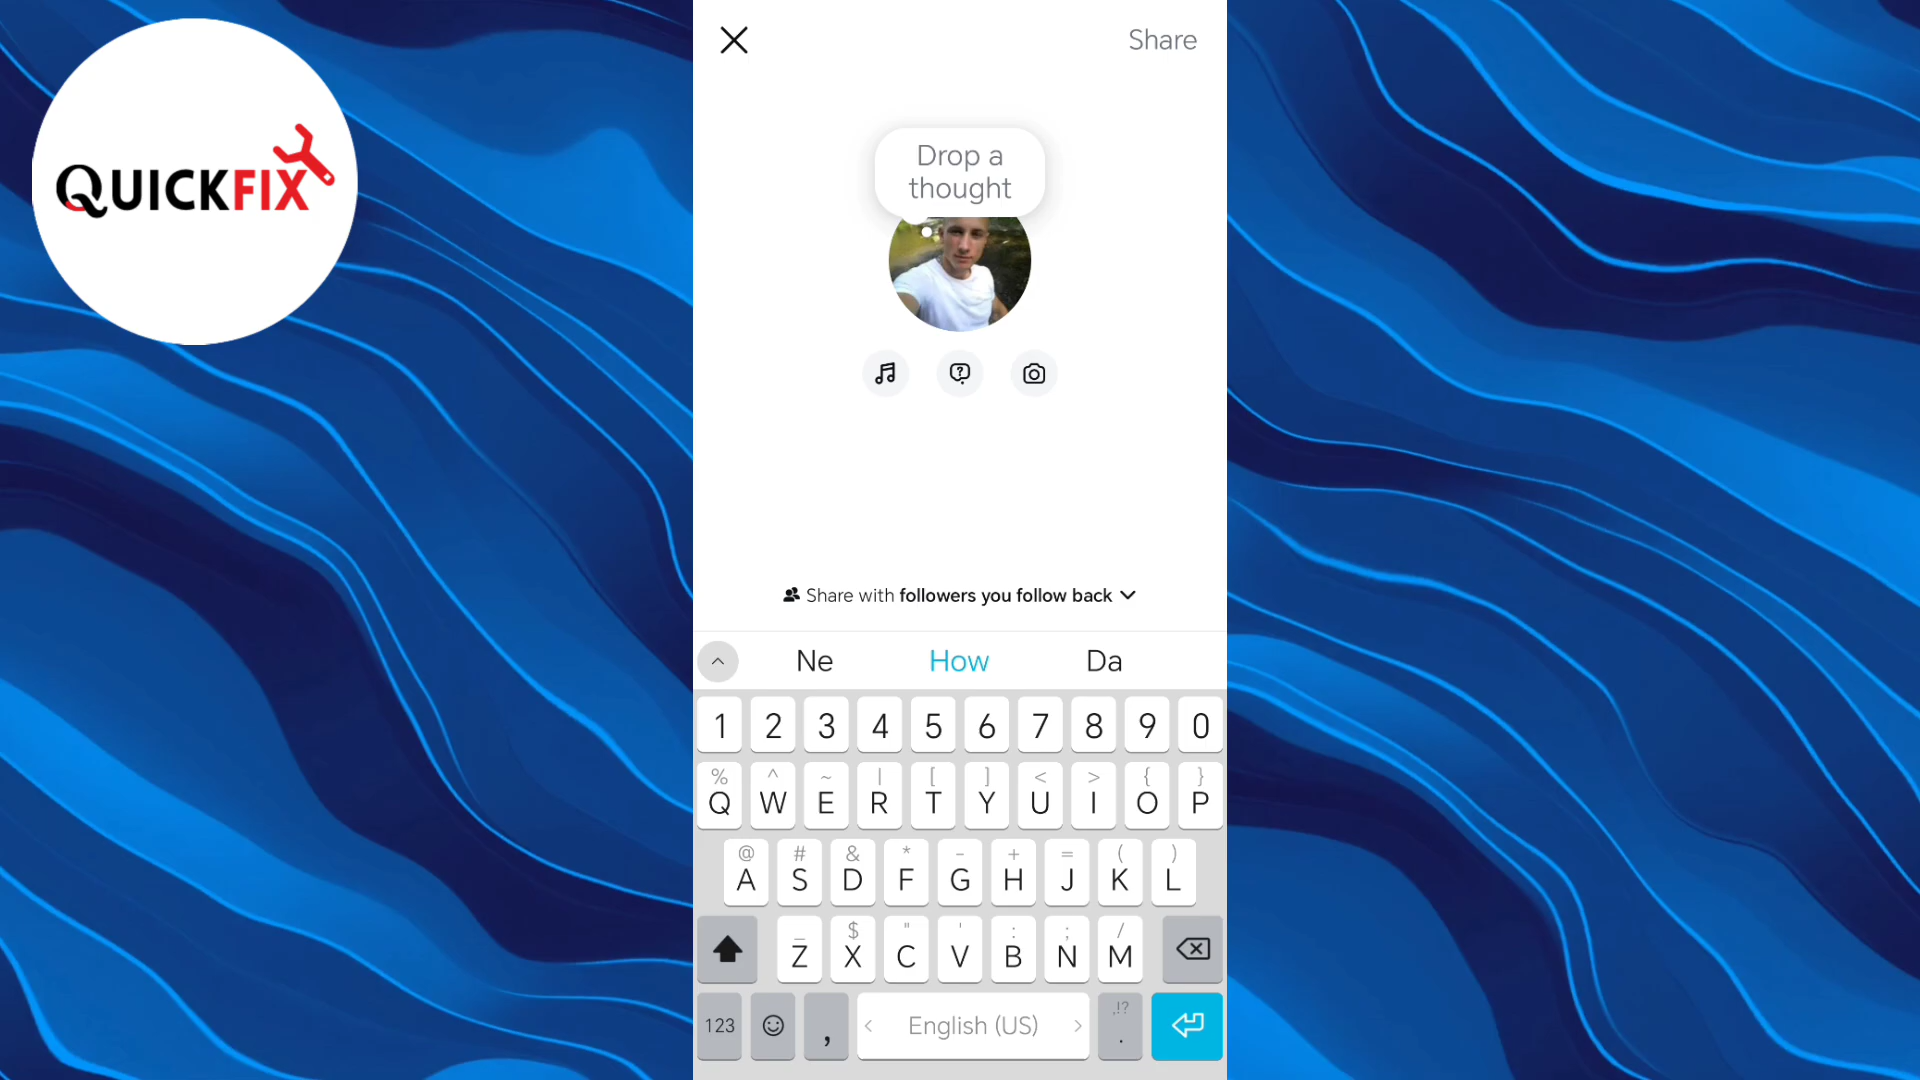 QUICKFIX
Share
Drop a
thought
Share with followers you follow back
Ne How Da
1 2 3 4 5 6 7 8 9 0
% ^ ~ | [ ] < > { }
Q W E R T Y U I O P
@ # & * - + = ( )
A S D F G H J K L
_ $ " ' : ; /
Z X C V B N M
,!?
123 , < English (US) > .